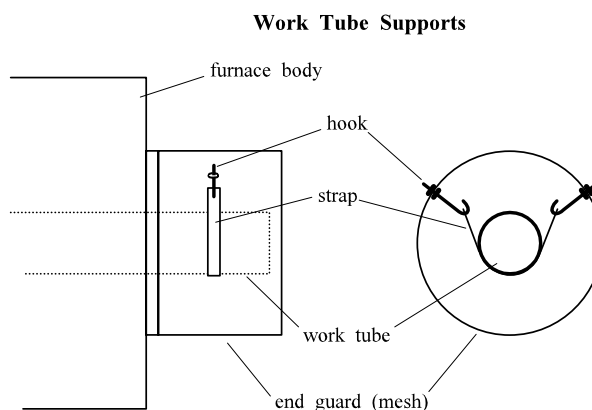 Work Tube Supports
furnace body
hook
strap
work tube
end guard (mesh)